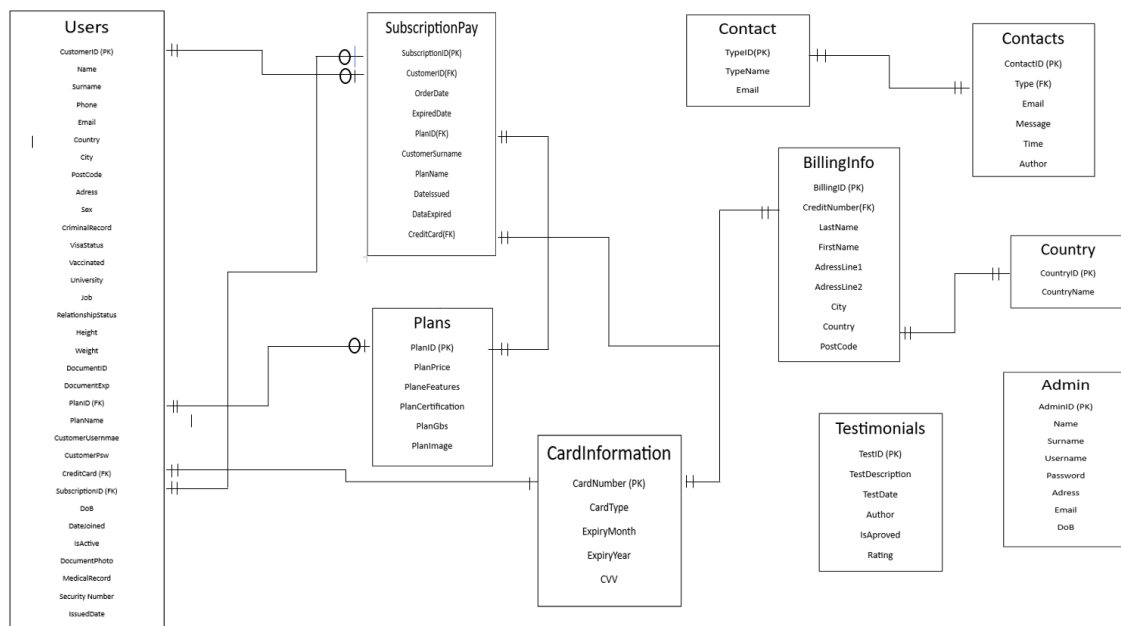 Users
CustomerID (PK)
Name
Surname
Phone
Email
Country
City
PostCode
Adress
Sex
CriminalRecord
VisaStatus
Vaccinated
University
Job
RelationshipStatus
Height
Weight
DocumentID
DocumentExp
PlanID (FK)
PlanName
CustomerUsernmae
CustomerPsw
CreditCard (FK)
SubscriptionID (FK)
DoB
DateJoined
IsActive
DocumentPhoto
MedicalRecord
Security Number
IssuedDate
SubscriptionPay
SubscriptionID(PK)
CustomerID(FK)
OrderDate
ExpiredDate
PlanID(FK)
CustomerSurname
PlanName
DateIssued
DataExpired
CreditCard(FK)
Plans
PlanID (PK)
PlanPrice
PlaneFeatures
PlanCertification
PlanGbs
PlanImage
CardInformation
CardNumber (PK)
CardType
ExpiryMonth
ExpiryYear
CVV
Contact
TypeID(PK)
TypeName
Email
Contacts
ContactID (PK)
Type (FK)
Email
Message
Time
Author
BillingInfo
BillingID (PK)
CreditNumber(FK)
LastName
FirstName
AdressLine1
AdressLine2
City
Country
PostCode
Country
CountryID (PK)
CountryName
Testimonials
TestID (PK)
TestDescription
TestDate
Author
IsAproved
Rating
Admin
AdminID (PK)
Name
Surname
Username
Password
Adress
Email
DoB